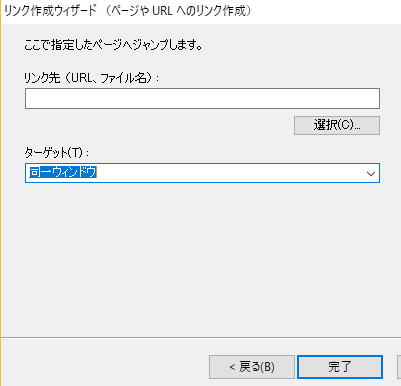 リンク作成ウィザード （ページや URL へのリンク作成）
ここで指定したページへジャンプします。
リンク先（URL、ファイル名）:
選択(C)...
ターゲット(T):
同一ウィンドウ
< 戻る(B)
完了